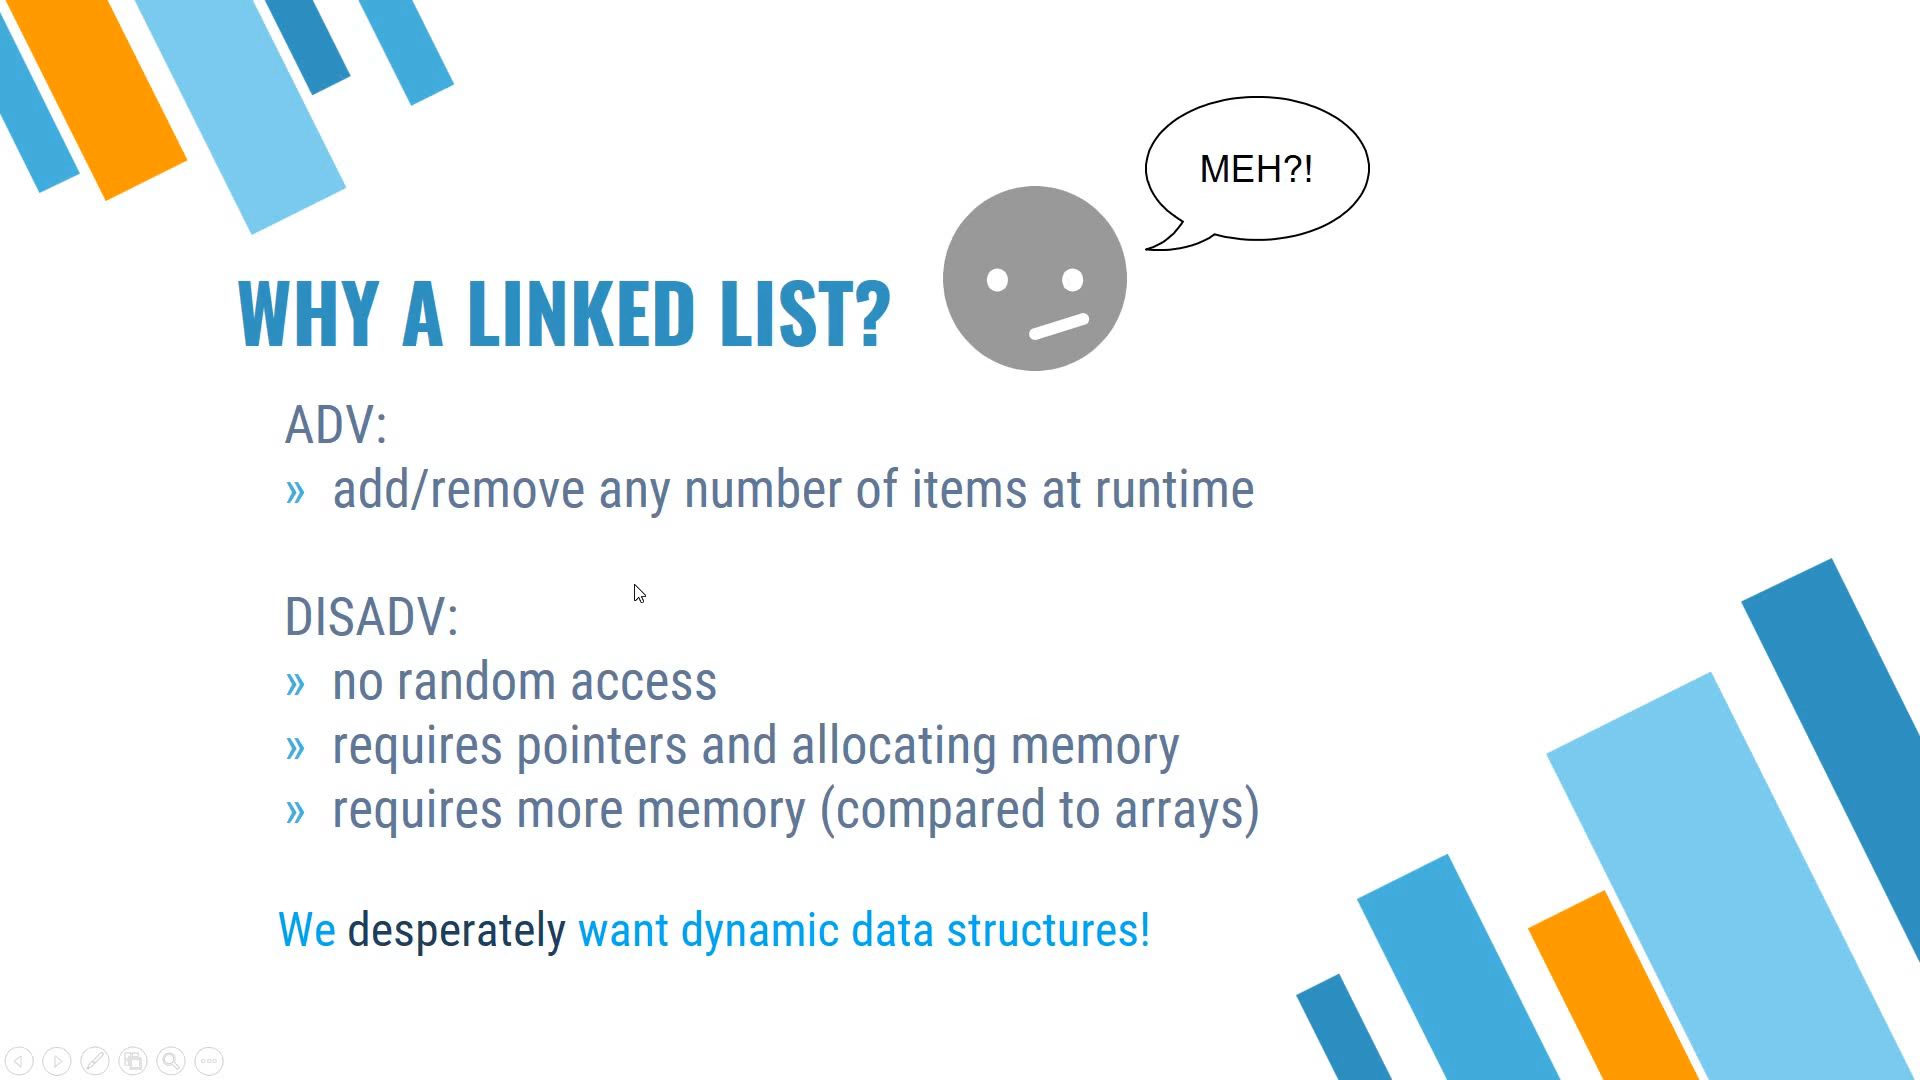 MEH?!
WHY A LINKED LIST?
ADV:
» add/remove any number of items at runtime
DISADV:
» no random access
» requires pointers and allocating memory
» requires more memory (compared to arrays)
We desperately want dynamic data structures!